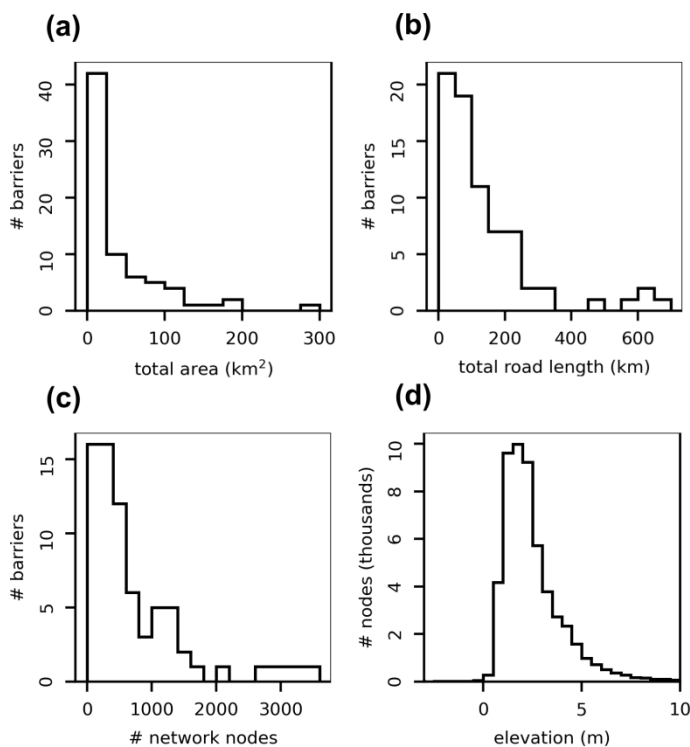 (a)
# barriers
40
30
20
10
0
0 100 200 300
total area (km²)
(b)
# barriers
20
15
10
5
0
0 200 400 600
total road length (km)
(c)
# barriers
15
10
5
0
0 1000 2000 3000
# network nodes
(d)
# nodes (thousands)
10
8
6
4
2
0
0 5 10
elevation (m)